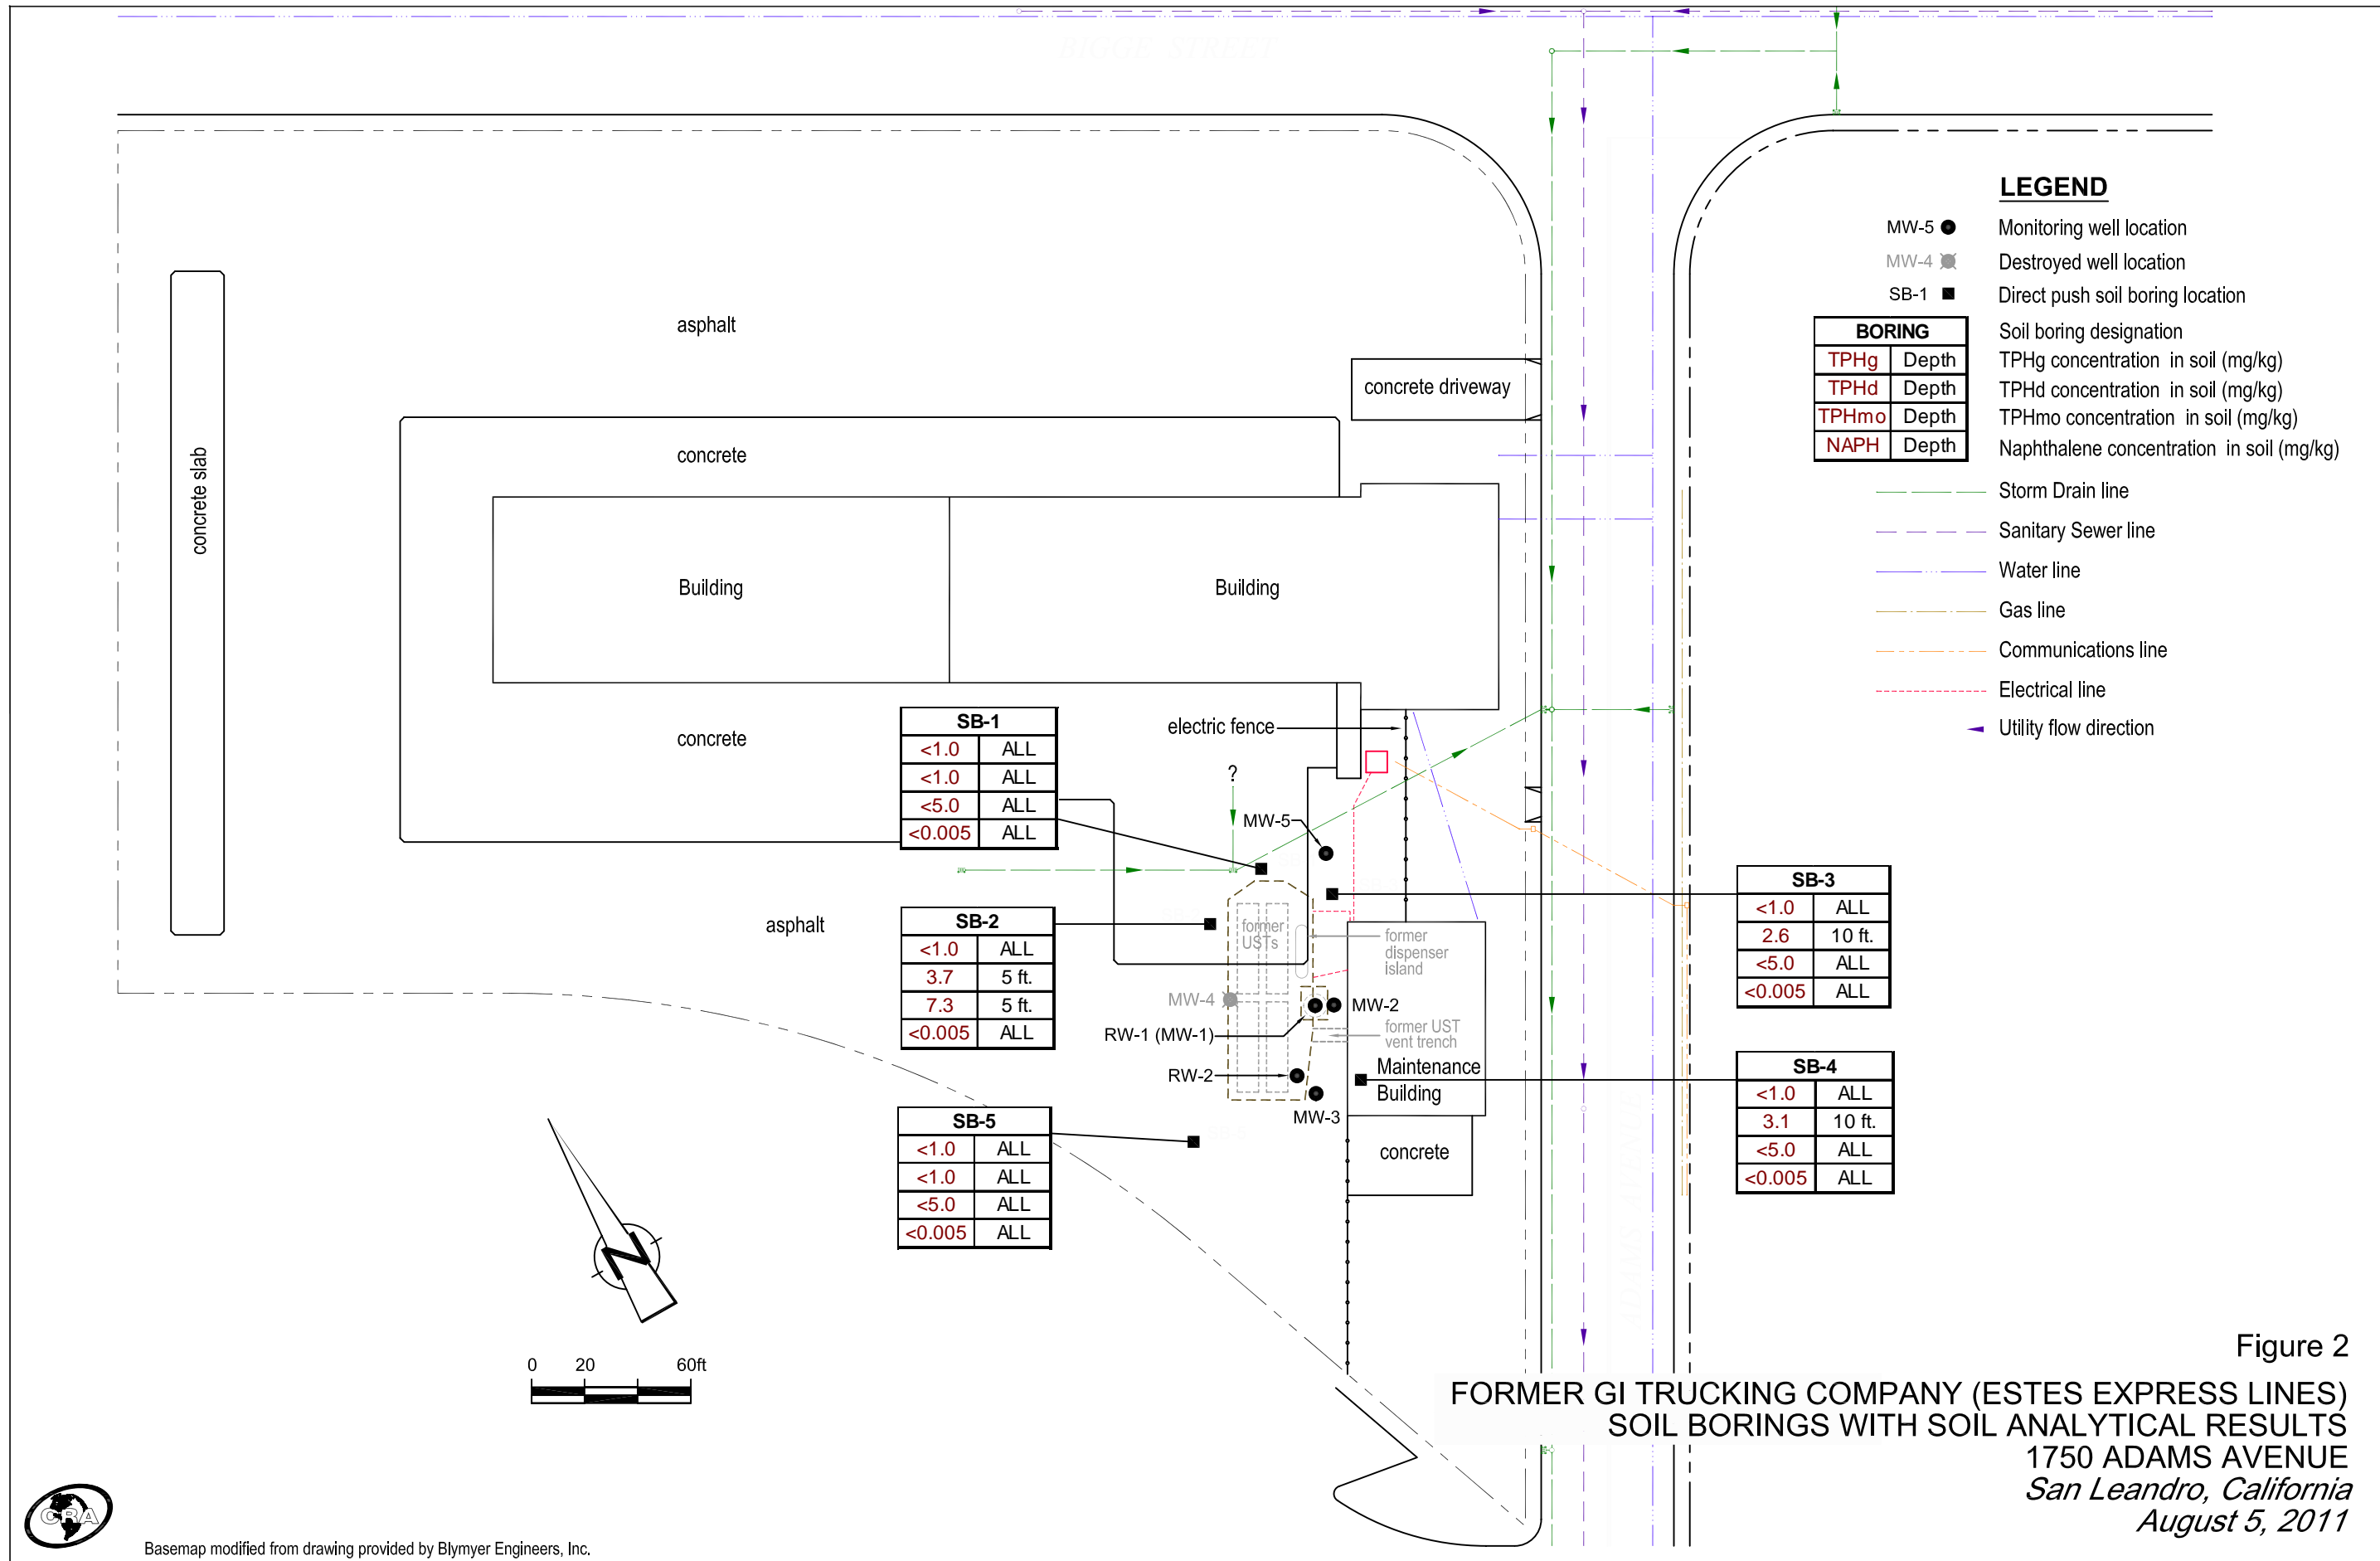 BIGGE STREET
LEGEND
MW-5 Monitoring well location
MW-4 Destroyed well location
SB-1 Direct push soil boring location
BORING Soil boring designation
TPHg Depth TPHg concentration in soil (mg/kg)
TPHd Depth TPHd concentration in soil (mg/kg)
TPHmo Depth TPHmo concentration in soil (mg/kg)
NAPH Depth Naphthalene concentration in soil (mg/kg)
Storm Drain line
Sanitary Sewer line
Water line
Gas line
Communications line
Electrical line
Utility flow direction
asphalt
concrete driveway
concrete
concrete slab
Building
Building
concrete
electric fence
?
SB-1
<1.0 ALL
<1.0 ALL
<5.0 ALL
<0.005 ALL
MW-5
SB-2
<1.0 ALL
3.7 5 ft.
7.3 5 ft.
<0.005 ALL
asphalt
former
USTs
former
dispenser
island
SB-3
<1.0 ALL
2.6 10 ft.
<5.0 ALL
<0.005 ALL
MW-4
MW-2
RW-1 (MW-1)
former UST
vent trench
RW-2
Maintenance
Building
MW-3
SB-4
<1.0 ALL
3.1 10 ft.
<5.0 ALL
<0.005 ALL
SB-5
<1.0 ALL
<1.0 ALL
<5.0 ALL
<0.005 ALL
concrete
N
0 20 60ft
Figure 2
FORMER GI TRUCKING COMPANY (ESTES EXPRESS LINES)
SOIL BORINGS WITH SOIL ANALYTICAL RESULTS
1750 ADAMS AVENUE
San Leandro, California
August 5, 2011
CRA
Basemap modified from drawing provided by Blymyer Engineers, Inc.